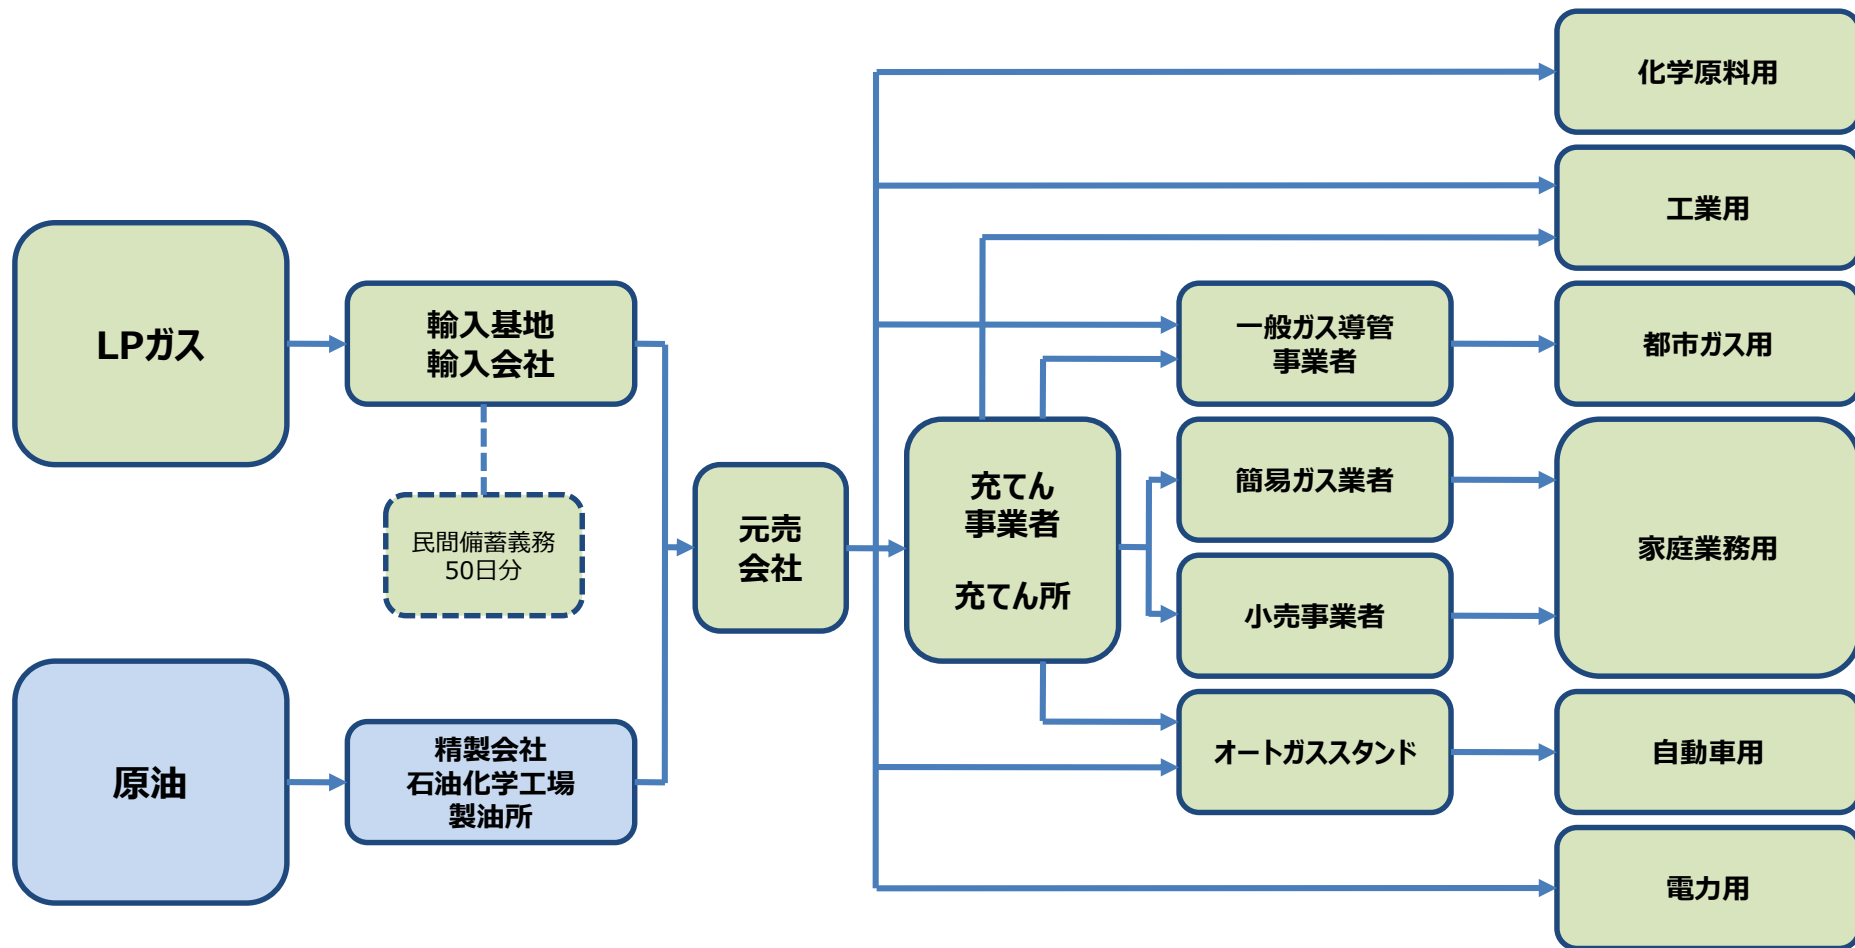 LPガス
輸入基地
輸入会社
民間備蓄義務
50日分
原油
精製会社
石油化学工場
製油所
元売
会社
充てん
事業者
充てん所
一般ガス導管
事業者
簡易ガス業者
小売事業者
オートガススタンド
化学原料用
工業用
都市ガス用
家庭業務用
自動車用
電力用